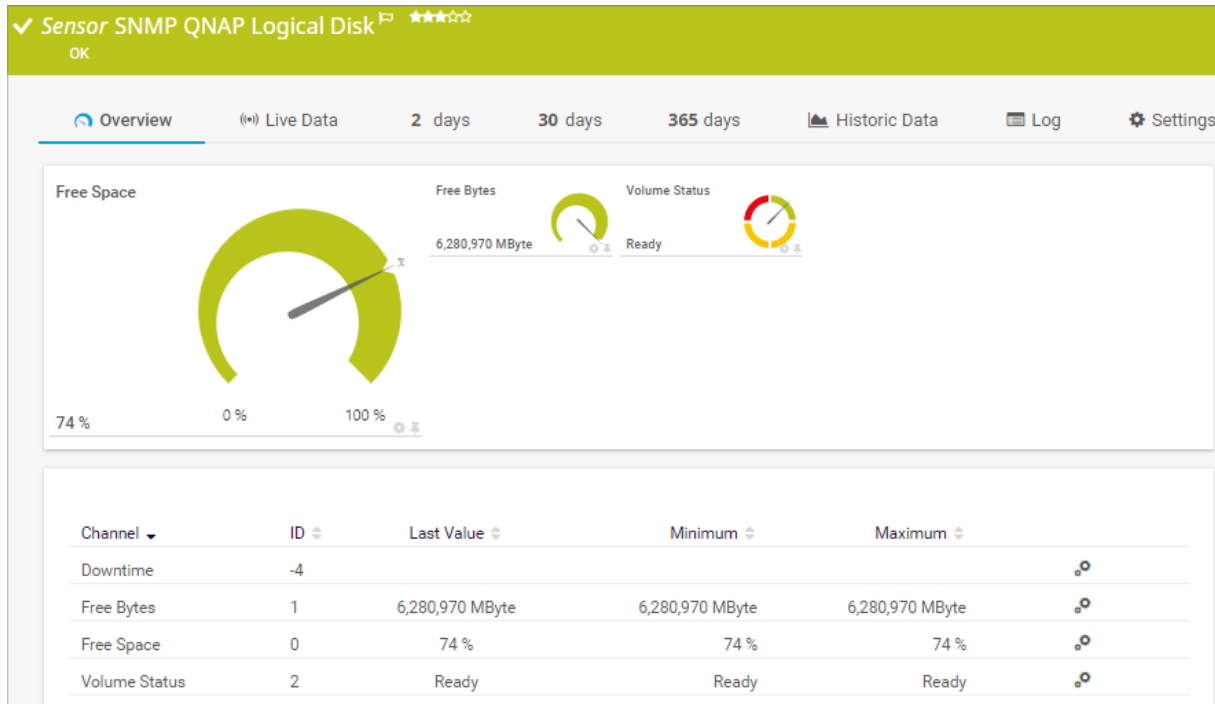 Sensor SNMP QNAP Logical Disk
OK
Overview Live Data 2 days 30 days 365 days Historic Data Log Settings
Free Space Free Bytes Volume Status
6,280,970 MByte Ready
74 % 0 % 100 %
Channel ID Last Value Minimum Maximum
Downtime -4
Free Bytes 1 6,280,970 MByte 6,280,970 MByte 6,280,970 MByte
Free Space 0 74 % 74 % 74 %
Volume Status 2 Ready Ready Ready